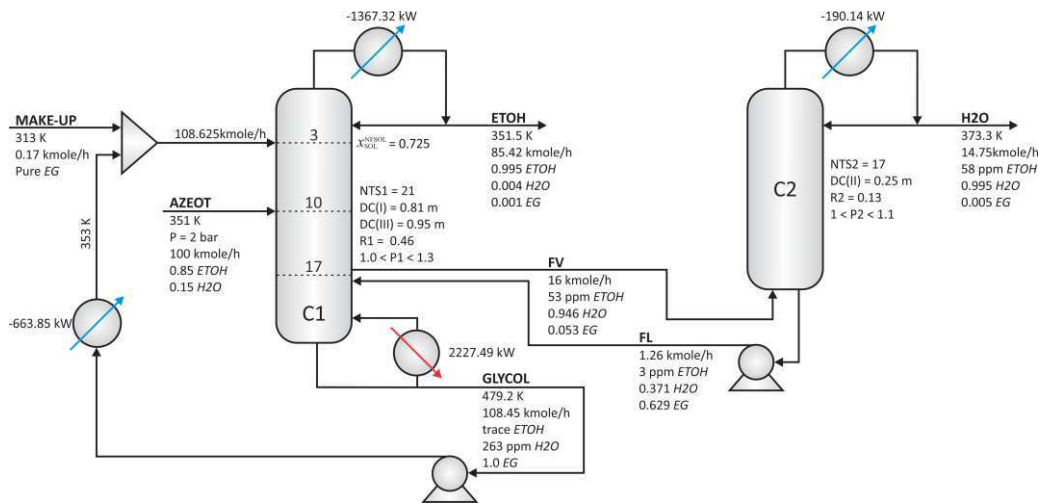 -1367.32 kW
-190.14 kW
MAKE-UP
313 K
0.17 kmole/h
Pure EG
108.625kmole/h
3
x_SOL^NFSOL = 0.725
ETOH
351.5 K
85.42 kmole/h
0.995 ETOH
0.004 H2O
0.001 EG
H2O
373.3 K
14.75kmole/h
58 ppm ETOH
0.995 H2O
0.005 EG
C2
NTS2 = 17
DC(II) = 0.25 m
R2 = 0.13
1 < P2 < 1.1
AZEOT
351 K
P = 2 bar
100 kmole/h
0.85 ETOH
0.15 H2O
10
NTS1 = 21
DC(I) = 0.81 m
DC(III) = 0.95 m
R1 = 0.46
1.0 < P1 < 1.3
353 K
17
C1
FV
16 kmole/h
53 ppm ETOH
0.946 H2O
0.053 EG
FL
1.26 kmole/h
3 ppm ETOH
0.371 H2O
0.629 EG
-663.85 kW
2227.49 kW
GLYCOL
479.2 K
108.45 kmole/h
trace ETOH
263 ppm H2O
1.0 EG